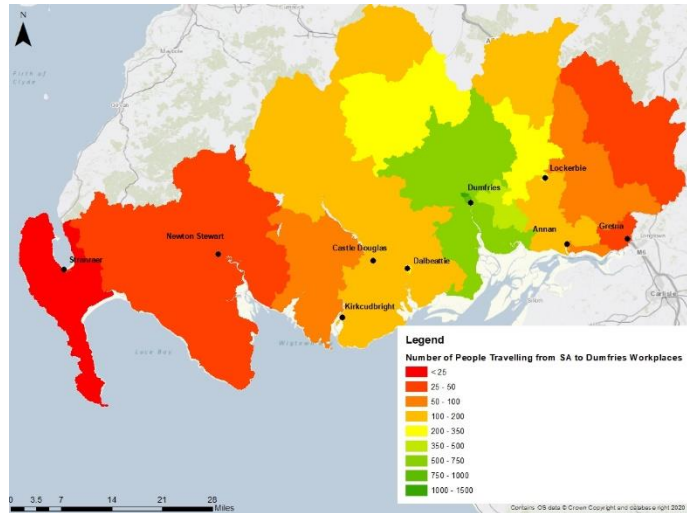 N
Firth of
Clyde
Lockerbie
Dumfries
Newton Stewart
Castle Douglas
Annan
Gretna
Stranraer
Dalbeattie
M6
Carlisle
Kirkcudbright
Luce Bay
Legend
Number of People Travelling from SA to Dumfries Workplaces
< 25
25 - 50
50 - 100
100 - 200
200 - 350
350 - 500
500 - 750
750 - 1000
1000 - 1500
0 3.5 7 14 21 28
Miles
Contains OS data © Crown Copyright and database right 2020